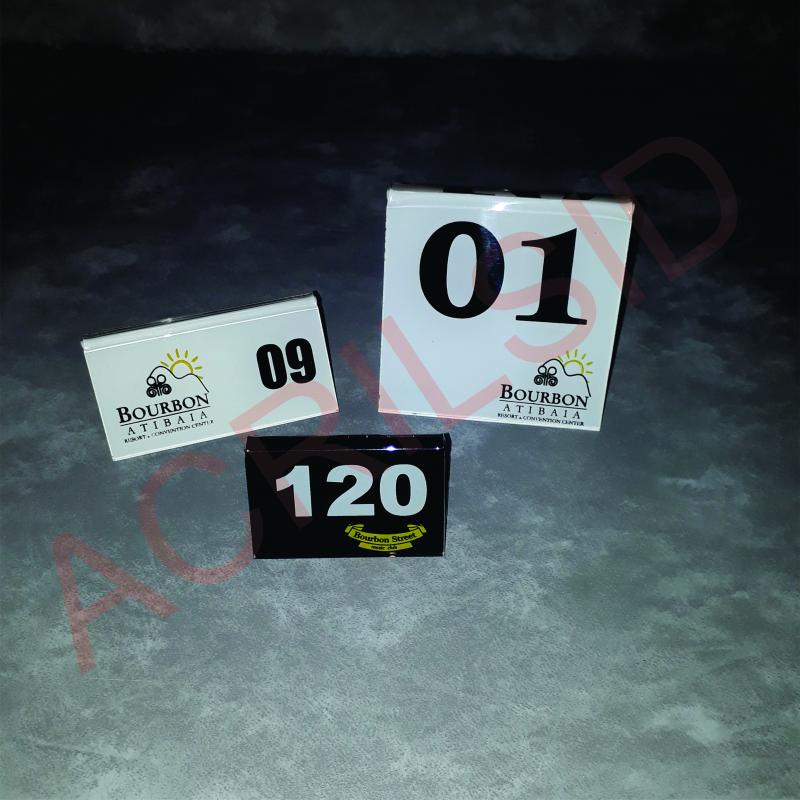 01
BOURBON
ATIBAIA
RESORT & CONVENTION CENTER
09
BOURBON
ATIBAIA
RESORT & CONVENTION CENTER
120
Bourbon Street
music club
ACRILSID